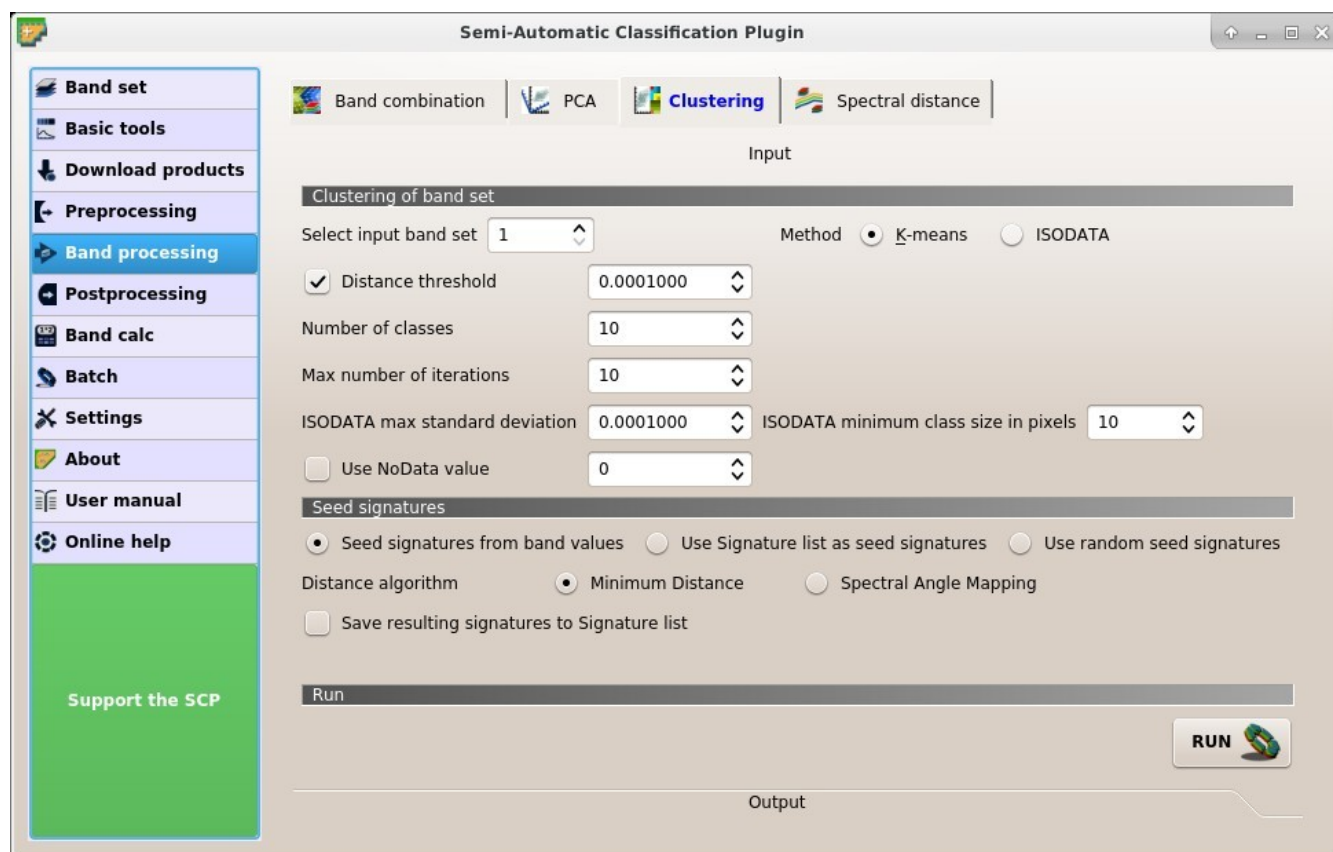 Semi-Automatic Classification Plugin
Band set
Basic tools
Download products
Preprocessing
Band processing
Postprocessing
Band calc
Batch
Settings
About
User manual
Online help
Support the SCP
Band combination PCA Clustering Spectral distance
Input
Clustering of band set
Select input band set 1 Method K-means ISODATA
Distance threshold 0.0001000
Number of classes 10
Max number of iterations 10
ISODATA max standard deviation 0.0001000 ISODATA minimum class size in pixels 10
Use NoData value 0
Seed signatures
Seed signatures from band values Use Signature list as seed signatures Use random seed signatures
Distance algorithm Minimum Distance Spectral Angle Mapping
Save resulting signatures to Signature list
Run
RUN
Output